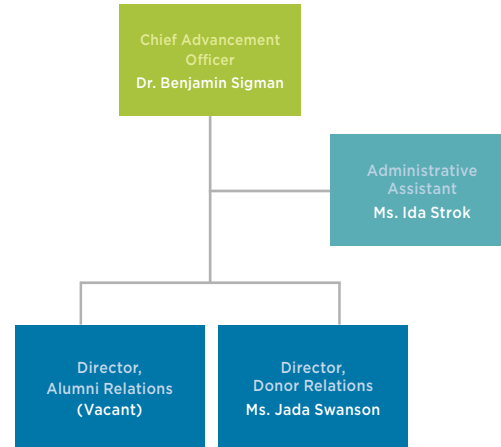 Chief Advancement
Officer
Dr. Benjamin Sigman
Administrative
Assistant
Ms. Ida Strok
Director,
Alumni Relations
(Vacant)
Director,
Donor Relations
Ms. Jada Swanson